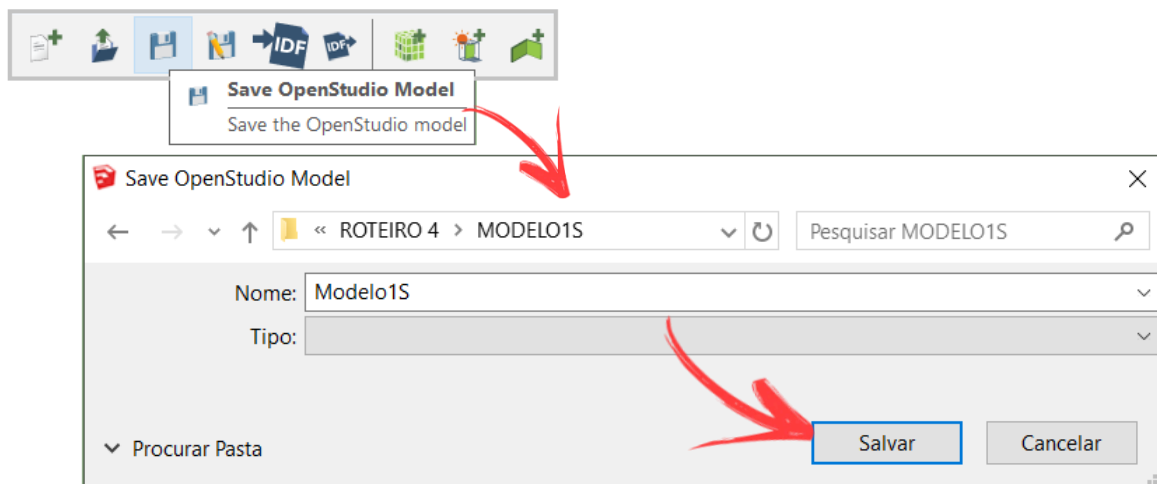 IDF
IDF
Save OpenStudio Model
Save the OpenStudio model
Save OpenStudio Model
« ROTEIRO 4 > MODELO1S
Pesquisar MODELO1S
Nome: Modelo1S
Tipo:
Procurar Pasta
Salvar
Cancelar